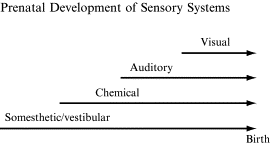 Prenatal Development of Sensory Systems
Visual
Auditory
Chemical
Somesthetic/vestibular
Birth